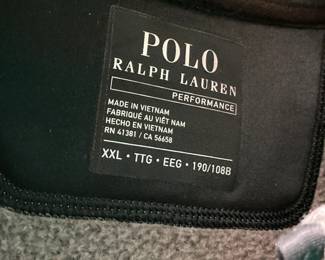 POLO
RALPH LAUREN
PERFORMANCE
MADE IN VIETNAM
FABRIQUÉ AU VIÊT NAM
HECHO EN VIETNAM
RN 41381 / CA 56658
XXL • TTG • EEG • 190/108B